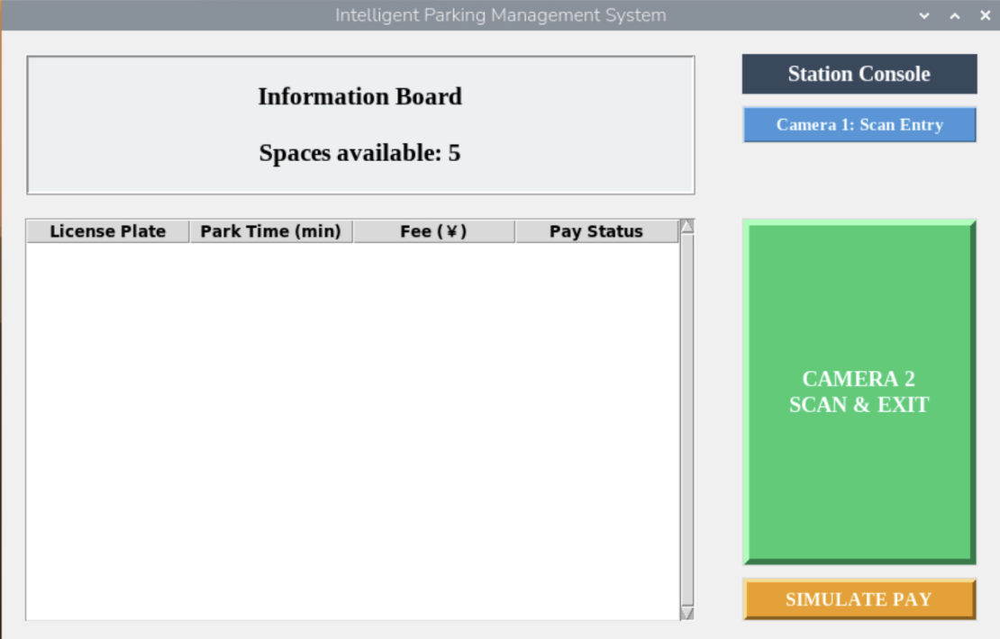 Intelligent Parking Management System
Information Board
Spaces available: 5
Station Console
Camera 1: Scan Entry
License Plate Park Time (min) Fee (¥) Pay Status
CAMERA 2
SCAN & EXIT
SIMULATE PAY